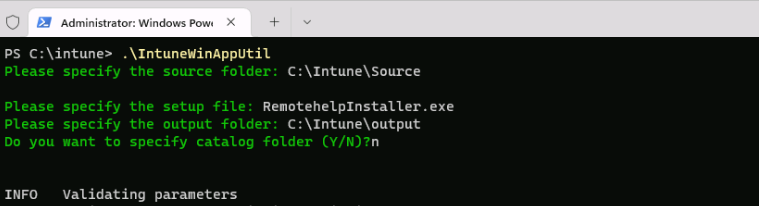 Administrator: Windows Powe
PS C:\intune> .\IntuneWinAppUtil
Please specify the source folder: C:\Intune\Source
Please specify the setup file: RemotehelpInstaller.exe
Please specify the output folder: C:\Intune\output
Do you want to specify catalog folder (Y/N)?n
INFO   Validating parameters